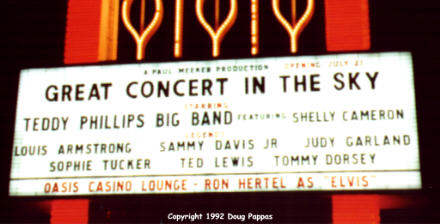 A PAUL MEEKER PRODUCTION OPENING JULY 21
GREAT CONCERT IN THE SKY
STARRING
TEDDY PHILLIPS BIG BAND FEATURING SHELLY CAMERON
LEGENDS
LOUIS ARMSTRONG SAMMY DAVIS JR JUDY GARLAND
SOPHIE TUCKER TED LEWIS TOMMY DORSEY
OASIS CASINO LOUNGE - RON HERTEL AS "ELVIS"
Copyright 1992 Doug Pappas